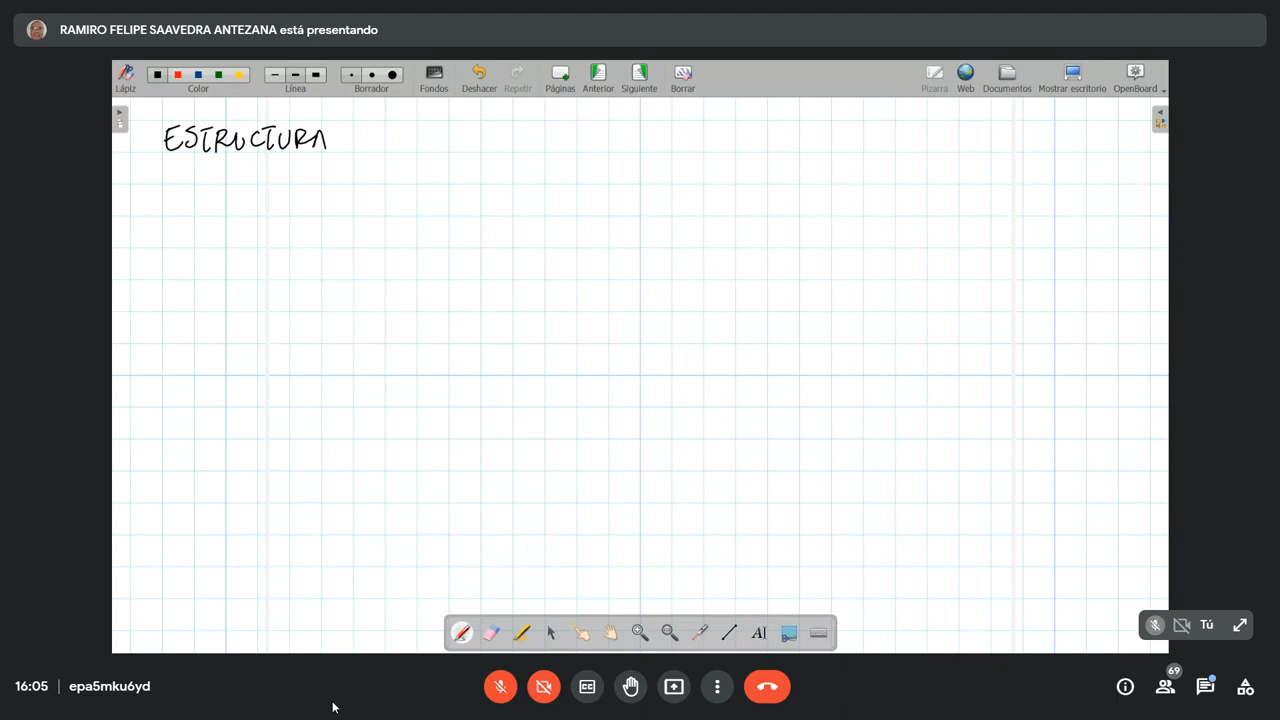 RAMIRO FELIPE SAAVEDRA ANTEZANA está presentando
Lápiz
Color
Línea
Borrador
Fondos
Deshacer
Repetir
Páginas
Anterior
Siguiente
Borrar
Pizarra
Web
Documentos
Mostrar escritorio
OpenBoard
ESTRUCTURA
Tú
16:05 | epa5mku6yd
CC
69